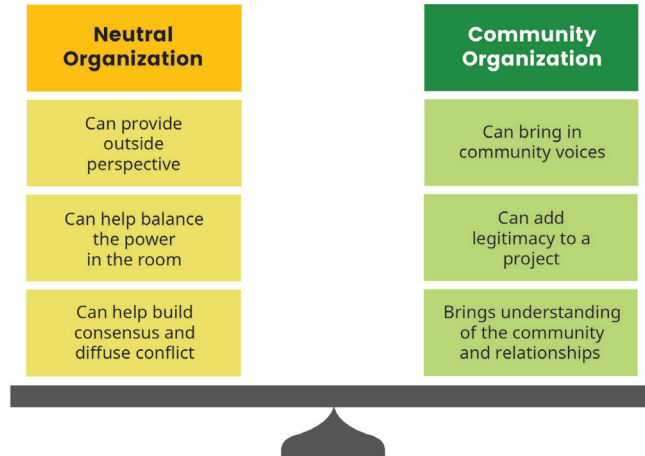 Neutral
Organization
Can provide
outside
perspective
Can help balance
the power
in the room
Can help build
consensus and
diffuse conflict
Community
Organization
Can bring in
community voices
Can add
legitimacy to a
project
Brings understanding
of the community
and relationships